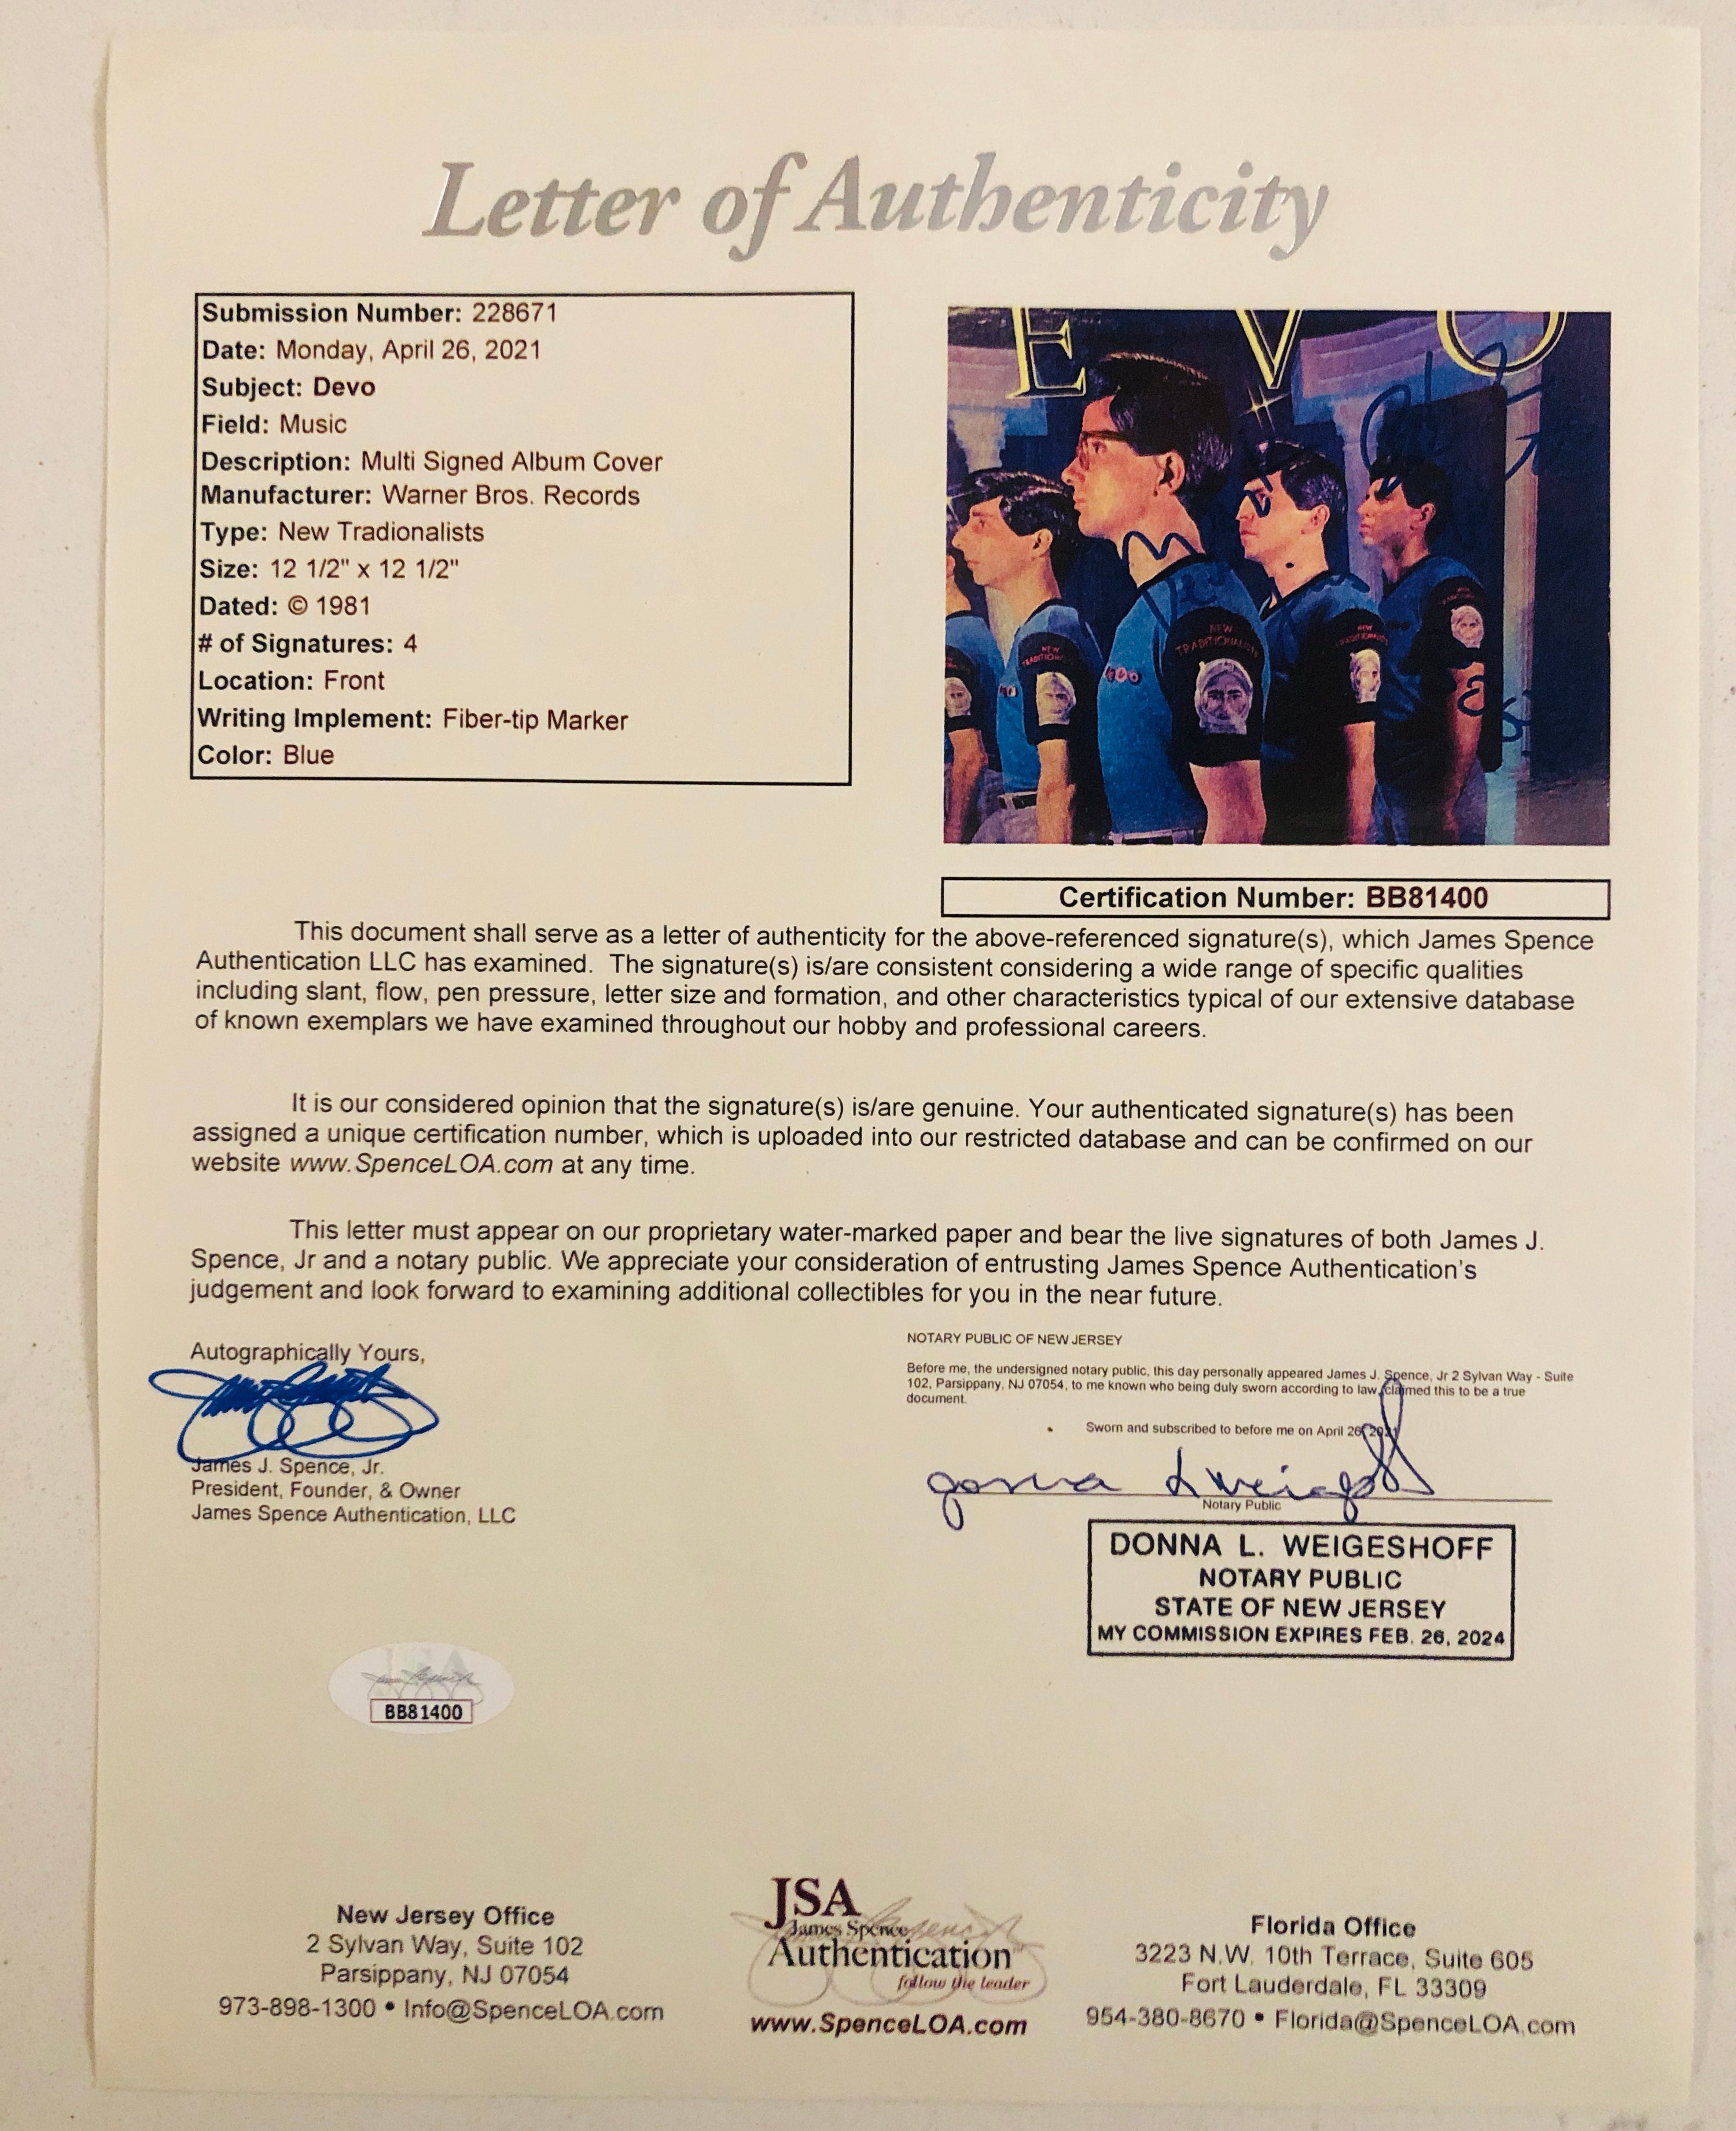 Letter of Authenticity
Submission Number: 228671
Date: Monday, April 26, 2021
Subject: Devo
Field: Music
Description: Multi Signed Album Cover
Manufacturer: Warner Bros. Records
Type: New Tradionalists
Size: 12 1/2" x 12 1/2"
Dated: © 1981
# of Signatures: 4
Location: Front
Writing Implement: Fiber-tip Marker
Color: Blue
E V O
NEW
TRADITIONALISTS
Certification Number: BB81400
This document shall serve as a letter of authenticity for the above-referenced signature(s), which James Spence
Authentication LLC has examined. The signature(s) is/are consistent considering a wide range of specific qualities
including slant, flow, pen pressure, letter size and formation, and other characteristics typical of our extensive database
of known exemplars we have examined throughout our hobby and professional careers.
It is our considered opinion that the signature(s) is/are genuine. Your authenticated signature(s) has been
assigned a unique certification number, which is uploaded into our restricted database and can be confirmed on our
website www.SpenceLOA.com at any time.
This letter must appear on our proprietary water-marked paper and bear the live signatures of both James J.
Spence, Jr and a notary public. We appreciate your consideration of entrusting James Spence Authentication's
judgement and look forward to examining additional collectibles for you in the near future.
Autographically Yours,
James J. Spence, Jr.
President, Founder, & Owner
James Spence Authentication, LLC
NOTARY PUBLIC OF NEW JERSEY
Before me, the undersigned notary public, this day personally appeared James J. Spence, Jr 2 Sylvan Way - Suite
102, Parsippany, NJ 07054, to me known who being duly sworn according to law, claimed this to be a true
document.
Sworn and subscribed to before me on April 26, 2021
Notary Public
DONNA L. WEIGESHOFF
NOTARY PUBLIC
STATE OF NEW JERSEY
MY COMMISSION EXPIRES FEB. 26, 2024
JSA
BB81400
New Jersey Office
2 Sylvan Way, Suite 102
Parsippany, NJ 07054
973-898-1300 • Info@SpenceLOA.com
JSA
James Spence
Authentication
follow the leader
www.SpenceLOA.com
Florida Office
3223 N.W. 10th Terrace, Suite 605
Fort Lauderdale, FL 33309
954-380-8670 • Florida@SpenceLOA.com